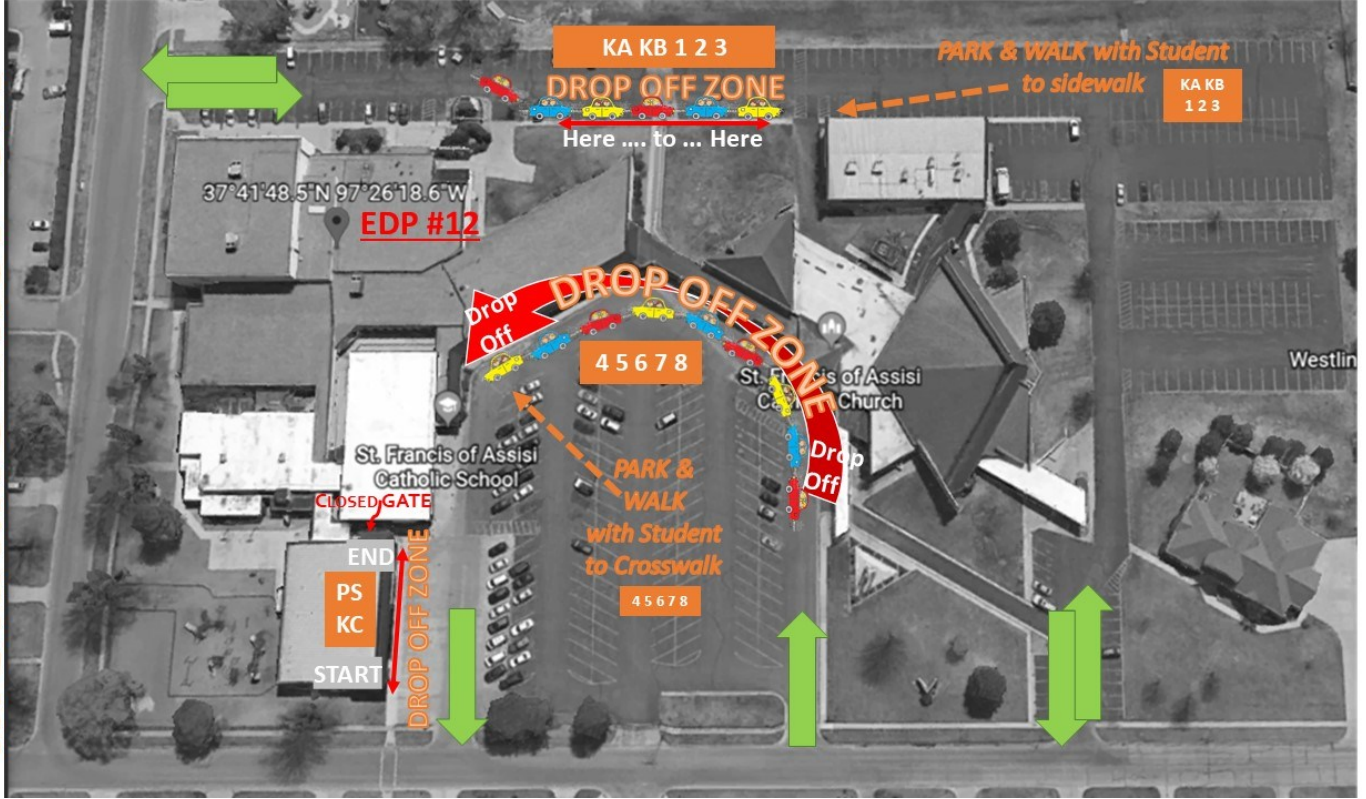 KA KB 1 2 3
DROP OFF ZONE
Here .... to ... Here
PARK & WALK with Student
to sidewalk
KA KB
1 2 3
37°41'48.5"N 97°26'18.6"W
EDP #12
DROP OFF ZONE
Drop
Off
4 5 6 7 8
St. Francis of Assisi
Catholic Church
Drop
Off
Westlin
St. Francis of Assisi
Catholic School
PARK &
WALK
with Student
to Crosswalk
4 5 6 7 8
CLOSED GATE
END
PS
KC
START
DROP OFF ZONE